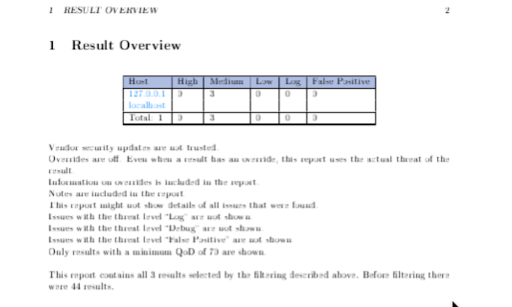 1 RESULT OVERVIEW 2
1 Result Overview
Host High Medium Low Log False Positive
127.0.0.1 0 3 0 0 0
localhost
Total: 1 0 3 0 0 0
Vendor security updates are not trusted.
Overrides are off. Even when a result has an override, this report uses the actual threat of the
result.
Information on overrides is included in the report.
Notes are included in the report.
This report might not show details of all issues that were found.
Issues with the threat level "Log" are not shown.
Issues with the threat level "Debug" are not shown.
Issues with the threat level "False Positive" are not shown.
Only results with a minimum QoD of 70 are shown.
This report contains all 3 results selected by the filtering described above. Before filtering there
were 44 results.